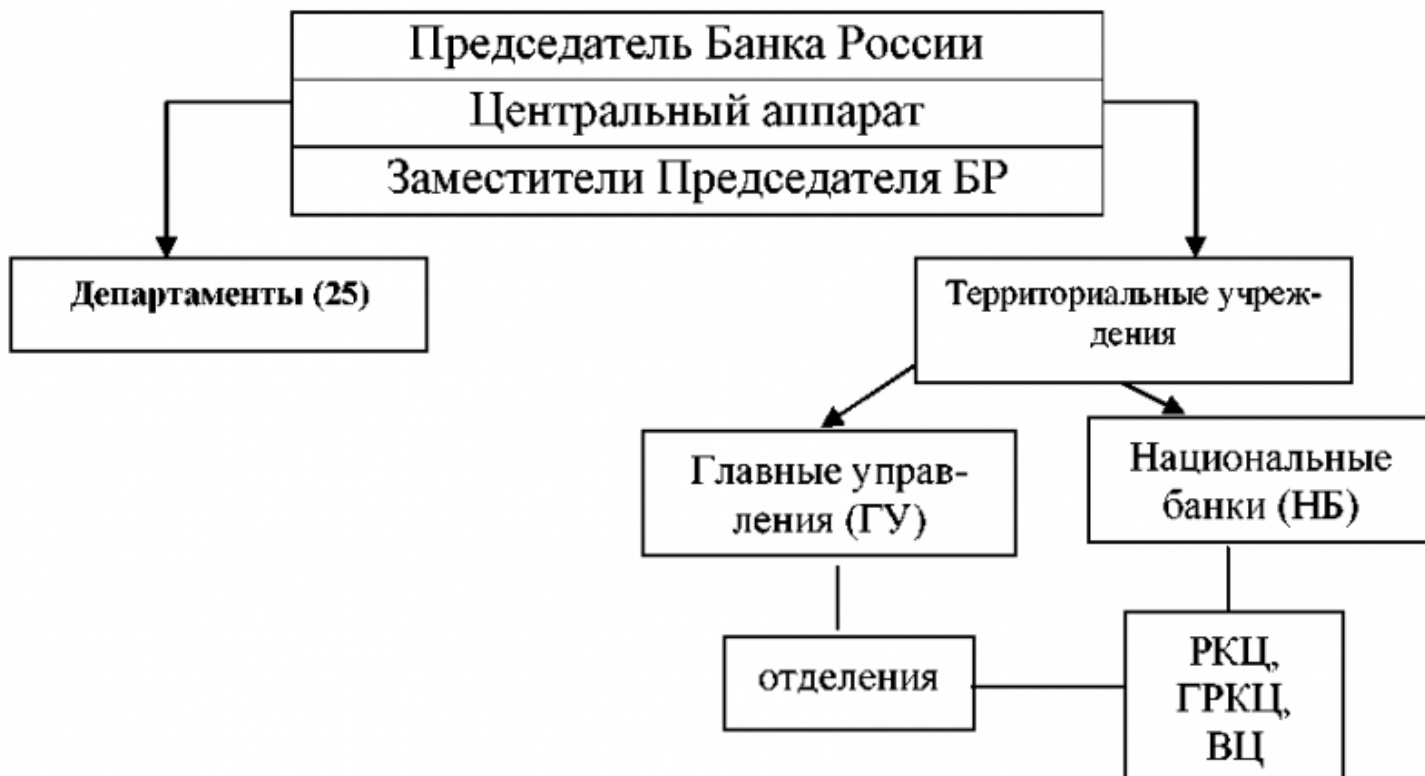 Председатель Банка России
Центральный аппарат
Заместители Председателя БР
Департаменты (25)
Территориальные учреж-
дения
Главные управ-
ления (ГУ)
Национальные
банки (НБ)
отделения
РКЦ,
ГРКЦ,
ВЦ